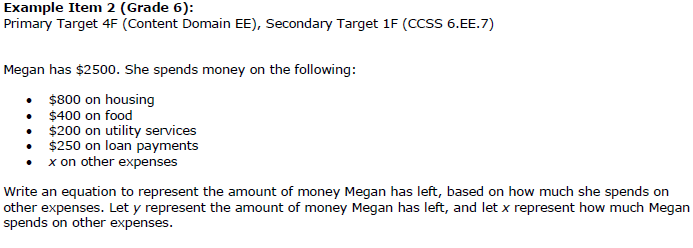 Example Item 2 (Grade 6):
Primary Target 4F (Content Domain EE), Secondary Target 1F (CCSS 6.EE.7)
Megan has $2500. She spends money on the following:
• $800 on housing
• $400 on food
• $200 on utility services
• $250 on loan payments
• x on other expenses
Write an equation to represent the amount of money Megan has left, based on how much she spends on
other expenses. Let y represent the amount of money Megan has left, and let x represent how much Megan
spends on other expenses.